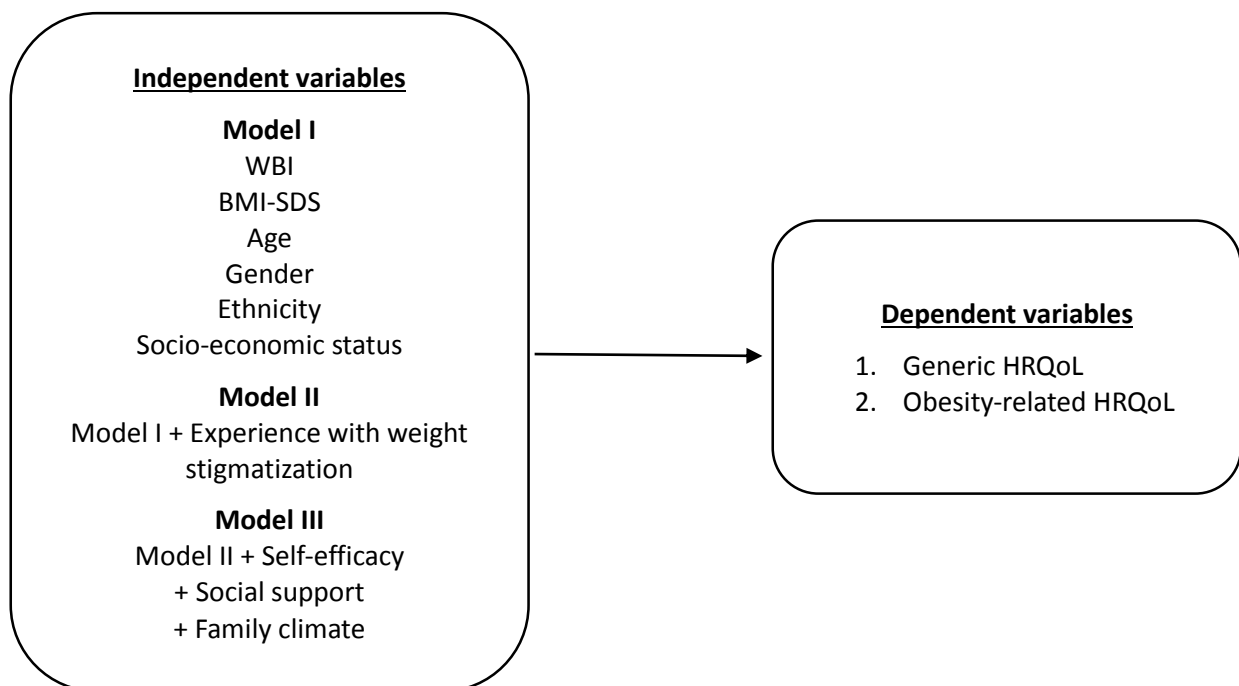 Independent variables
Model I
WBI
BMI-SDS
Age
Gender
Ethnicity
Socio-economic status
Model II
Model I + Experience with weight
stigmatization
Model III
Model II + Self-efficacy
+ Social support
+ Family climate
Dependent variables
1. Generic HRQoL
2. Obesity-related HRQoL